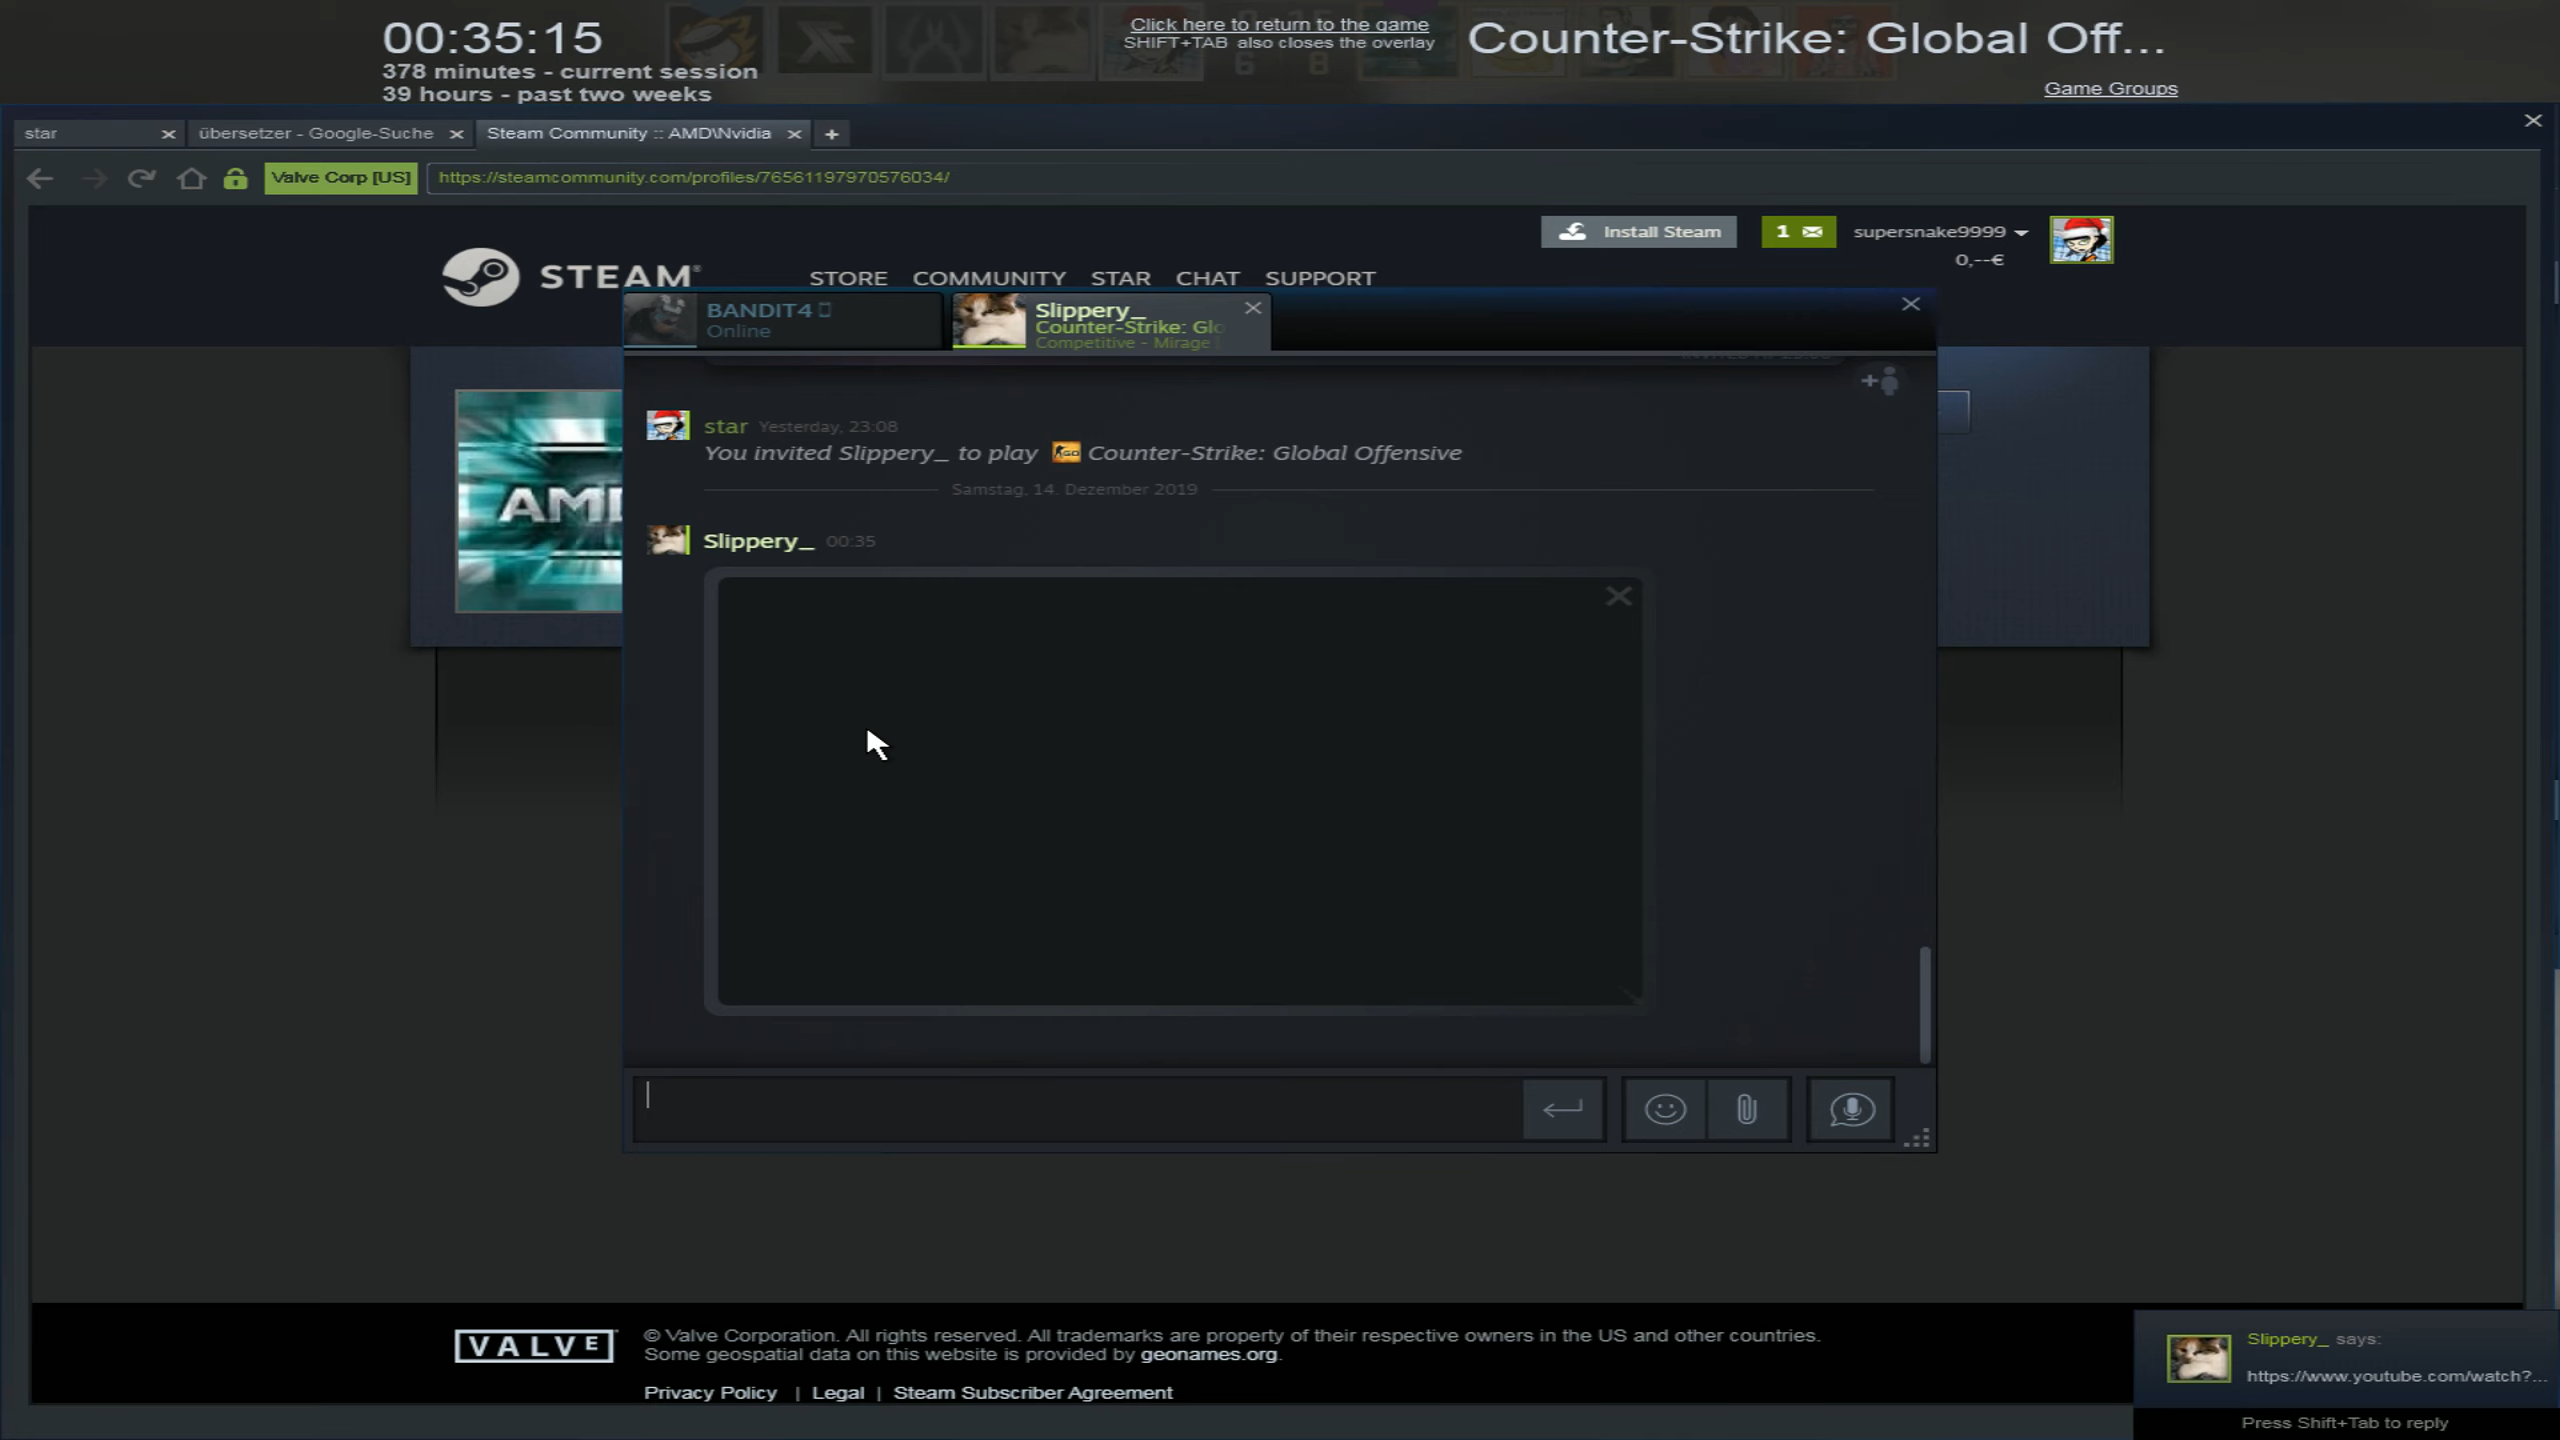 00:35:15
378 minutes - current session
39 hours - past two weeks
Click here to return to the game
SHIFT+TAB also closes the overlay
Counter-Strike: Global Off...
Game Groups
star
übersetzer - Google-Suche
Steam Community :: AMD\Nvidia
Valve Corp [US]
https://steamcommunity.com/profiles/76561197970576034/
Install Steam
1
supersnake9999
0,--€
STEAM
STORE COMMUNITY STAR CHAT SUPPORT
BANDIT4
Online
Slippery_
Counter-Strike: Glo
Competitive - Mirage
star Yesterday, 23:08
You invited Slippery_ to play Counter-Strike: Global Offensive
Samstag, 14. Dezember 2019
Slippery_ 00:35
VALVE
© Valve Corporation. All rights reserved. All trademarks are property of their respective owners in the US and other countries.
Some geospatial data on this website is provided by geonames.org.
Privacy Policy | Legal | Steam Subscriber Agreement
Slippery_ says:
https://www.youtube.com/watch?...
Press Shift+Tab to reply